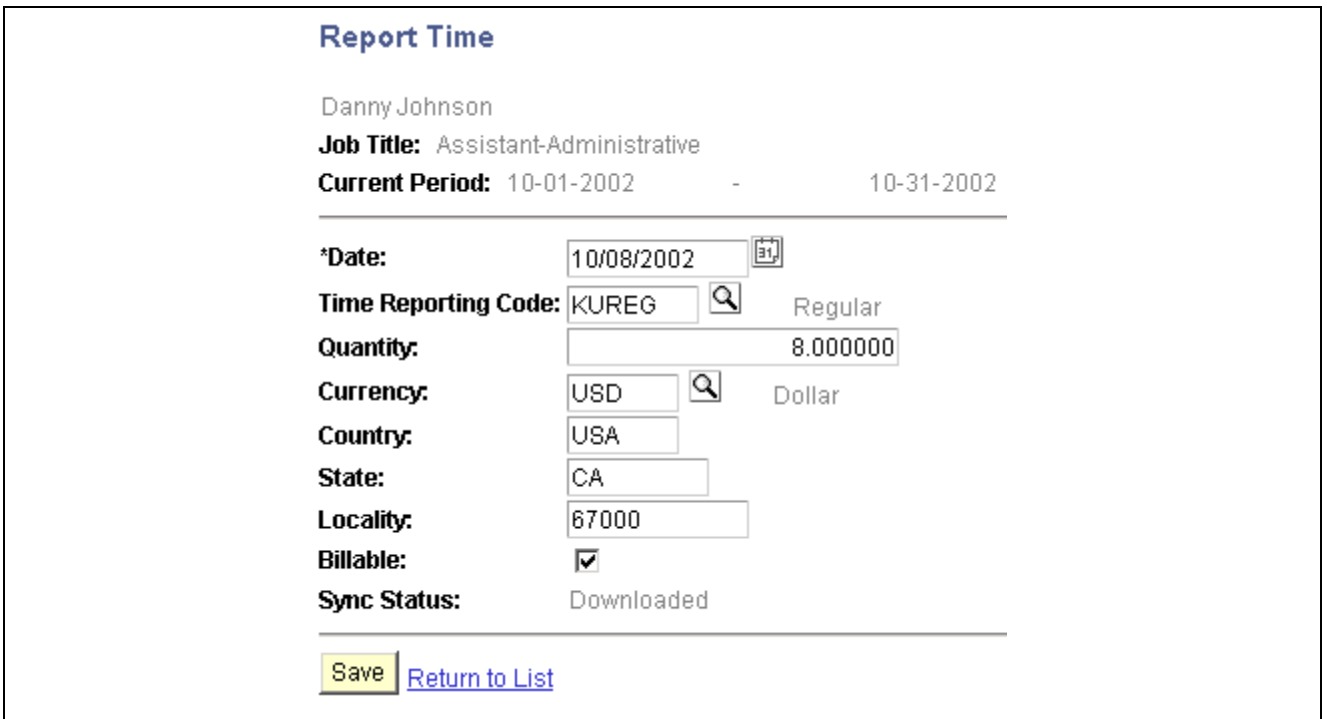 Report Time
Danny Johnson
Job Title: Assistant-Administrative
Current Period: 10-01-2002 - 10-31-2002
*Date: 10/08/2002 31
Time Reporting Code: KUREG Regular
Quantity: 8.000000
Currency: USD Dollar
Country: USA
State: CA
Locality: 67000
Billable:
Sync Status: Downloaded
Save Return to List